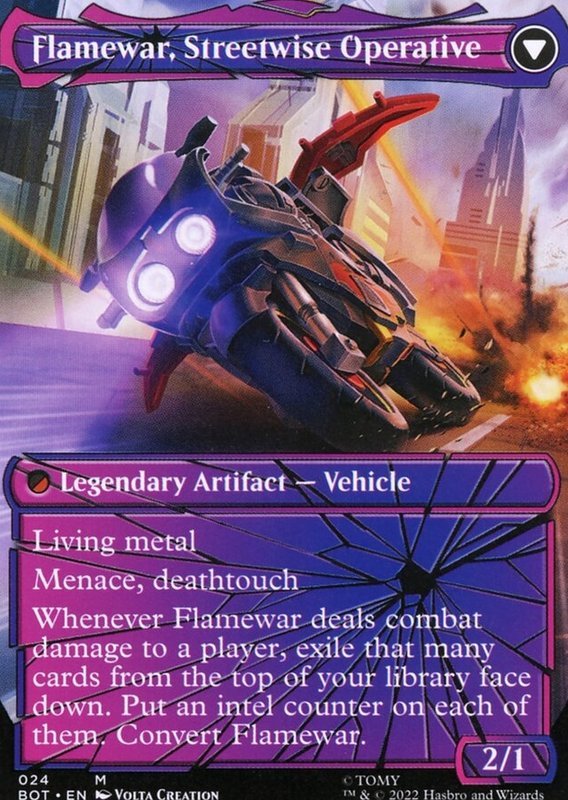 Flamewar, Streetwise Operative
Legendary Artifact — Vehicle
Living metal
Menace, deathtouch
Whenever Flamewar deals combat
damage to a player, exile that many
cards from the top of your library face
down. Put an intel counter on each of
them. Convert Flamewar.
2/1
024 M
BOT • EN Volta Creation
© TOMY
™ & © 2022 Hasbro and Wizards